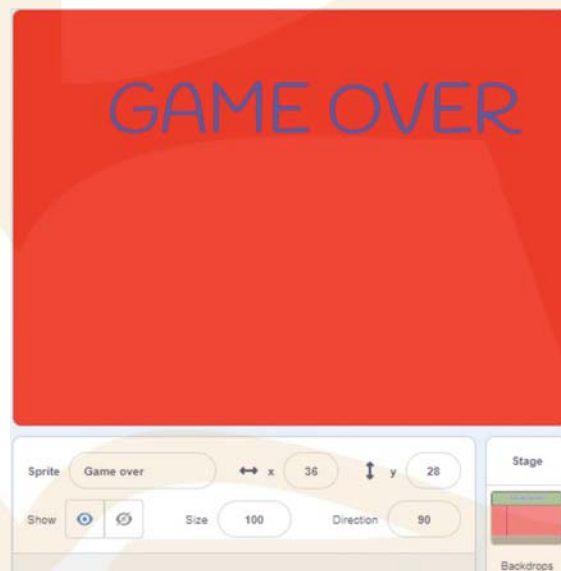 GAME OVER
Sprite Game over x 36 y 28
Show Size 100 Direction 90
Stage
Backdrops